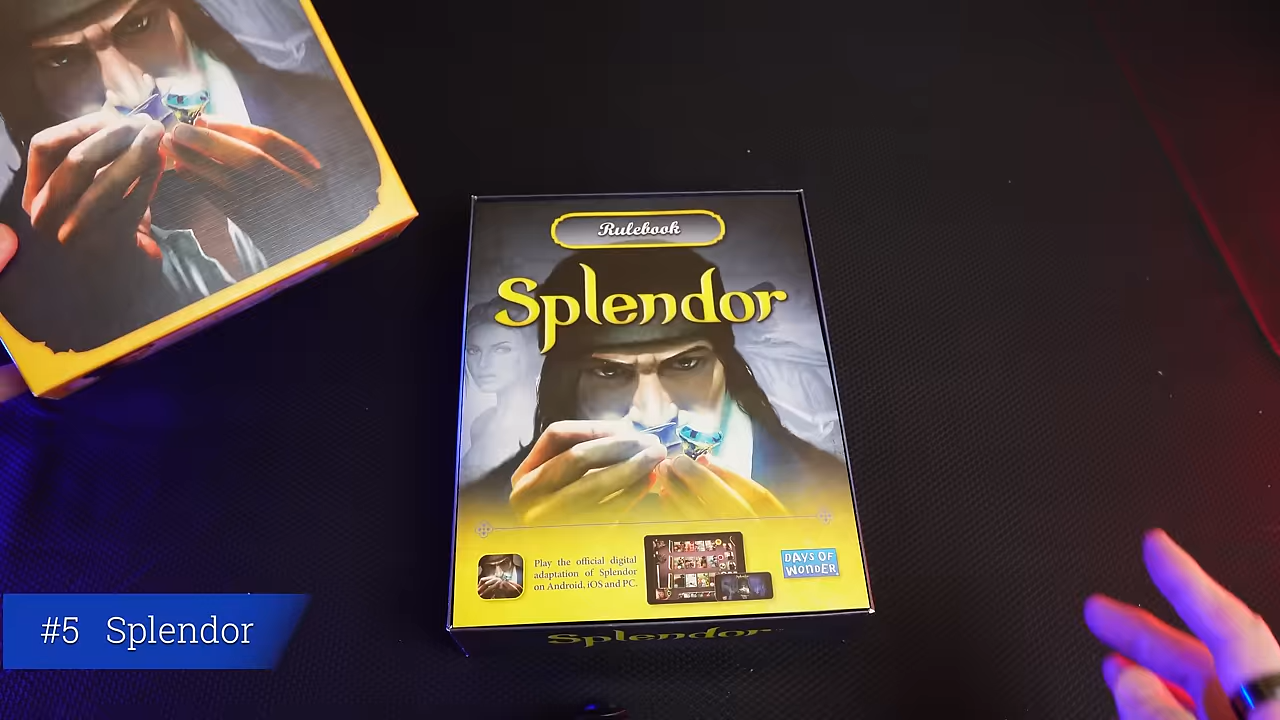 Rulebook
Splendor
Play the official digital
adaptation of Splendor
on Android, iOS and PC.
DAYS OF
WONDER
Splendor
#5 Splendor